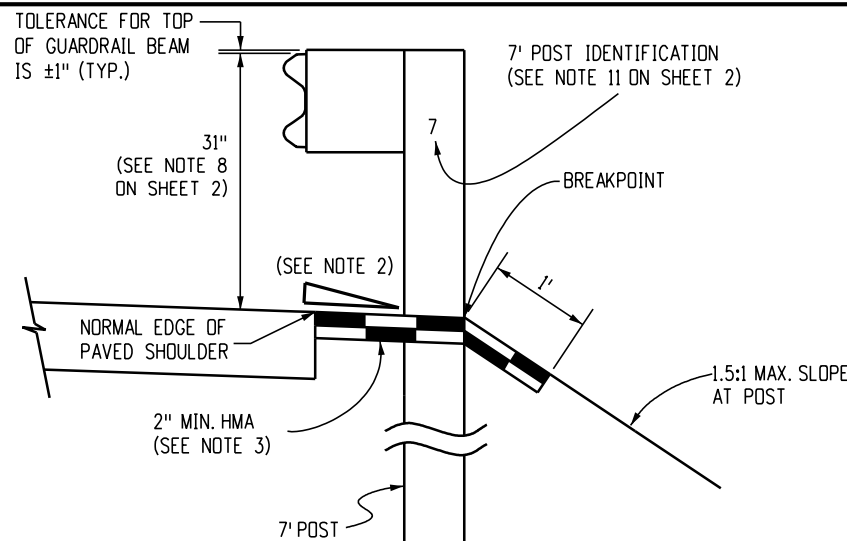 TOLERANCE FOR TOP
OF GUARDRAIL BEAM
IS ±1" (TYP.)
7' POST IDENTIFICATION
(SEE NOTE 11 ON SHEET 2)
31"
(SEE NOTE 8
ON SHEET 2)
7
BREAKPOINT
(SEE NOTE 2)
1'
NORMAL EDGE OF
PAVED SHOULDER
1.5:1 MAX. SLOPE
AT POST
2" MIN. HMA
(SEE NOTE 3)
7' POST